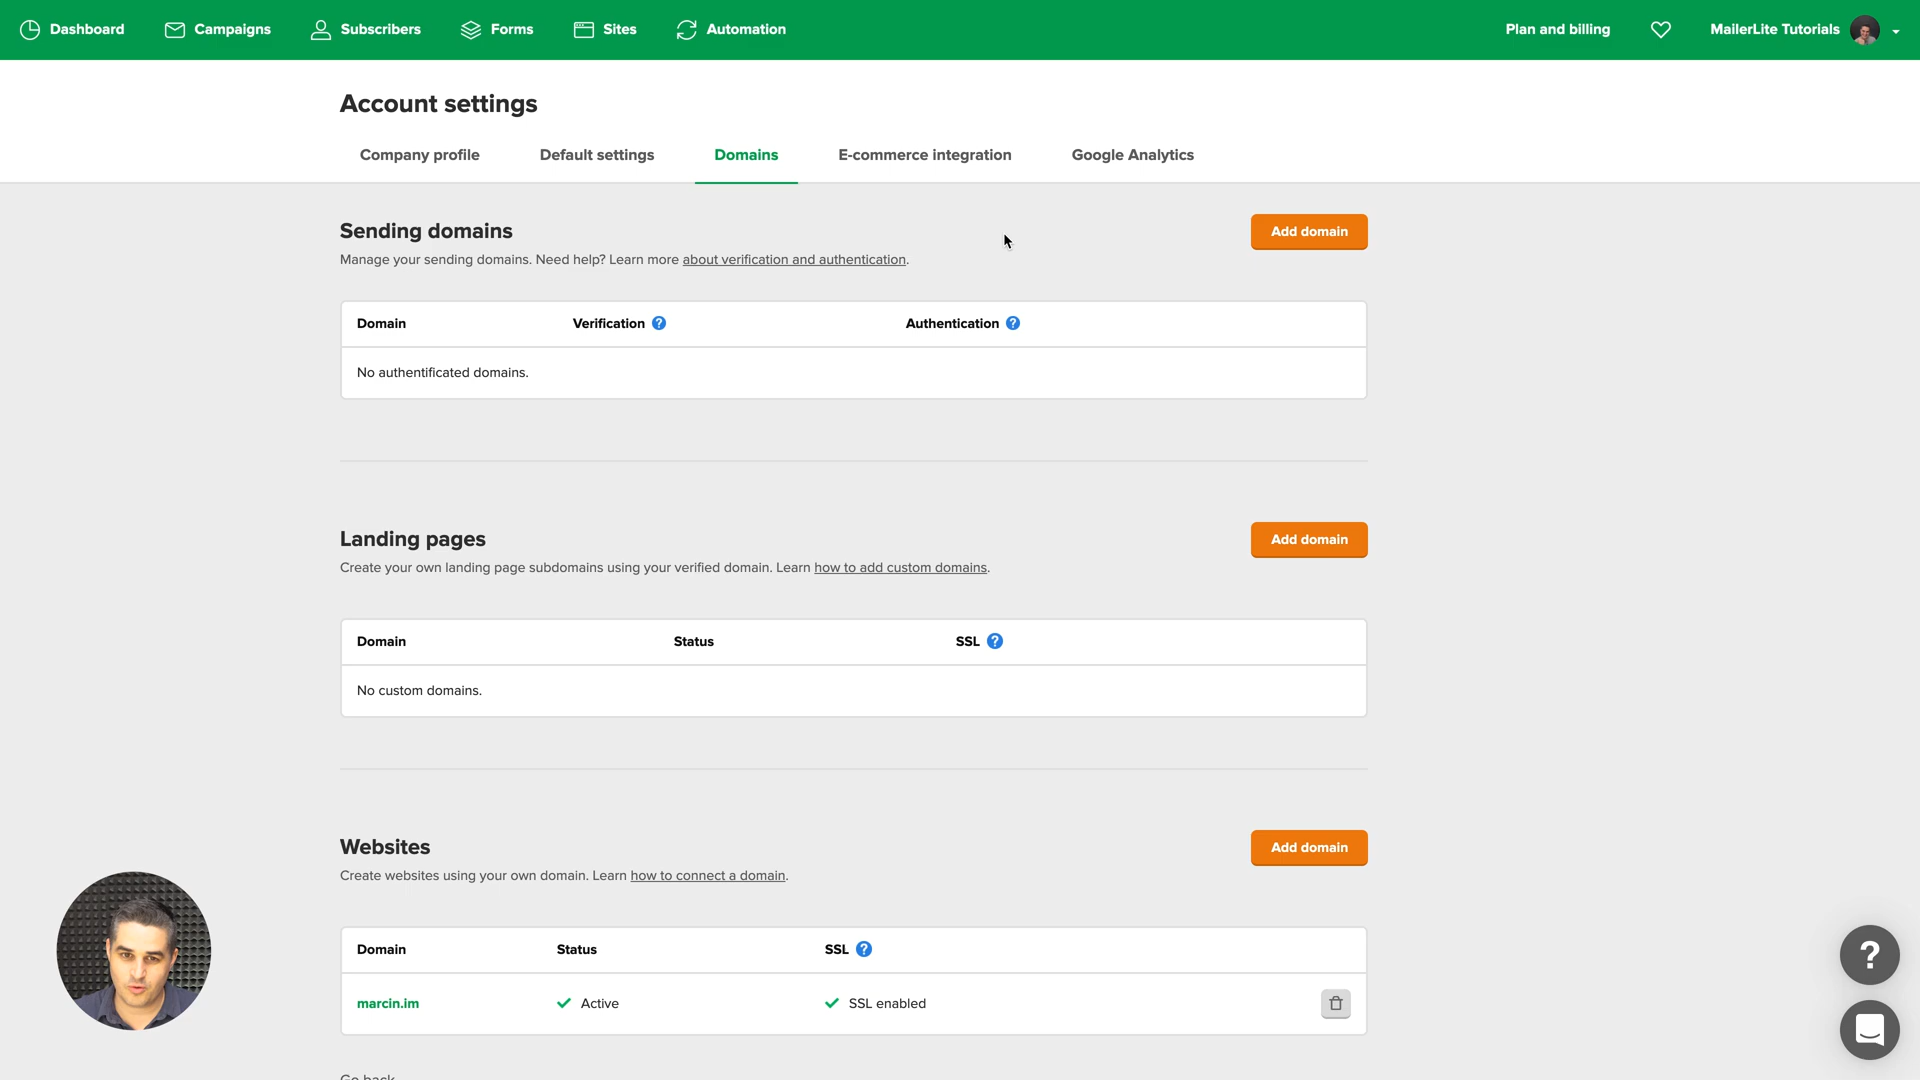 Dashboard Campaigns Subscribers Forms Sites Automation Plan and billing MailerLite Tutorials
Account settings
Company profile Default settings Domains E-commerce integration Google Analytics
Sending domains
Add domain
Manage your sending domains. Need help? Learn more about verification and authentication.
Domain Verification ? Authentication ?
No authentificated domains.
Landing pages
Add domain
Create your own landing page subdomains using your verified domain. Learn how to add custom domains.
Domain Status SSL ?
No custom domains.
Websites
Add domain
Create websites using your own domain. Learn how to connect a domain.
Domain Status SSL ?
marcin.im Active SSL enabled
?
Go back